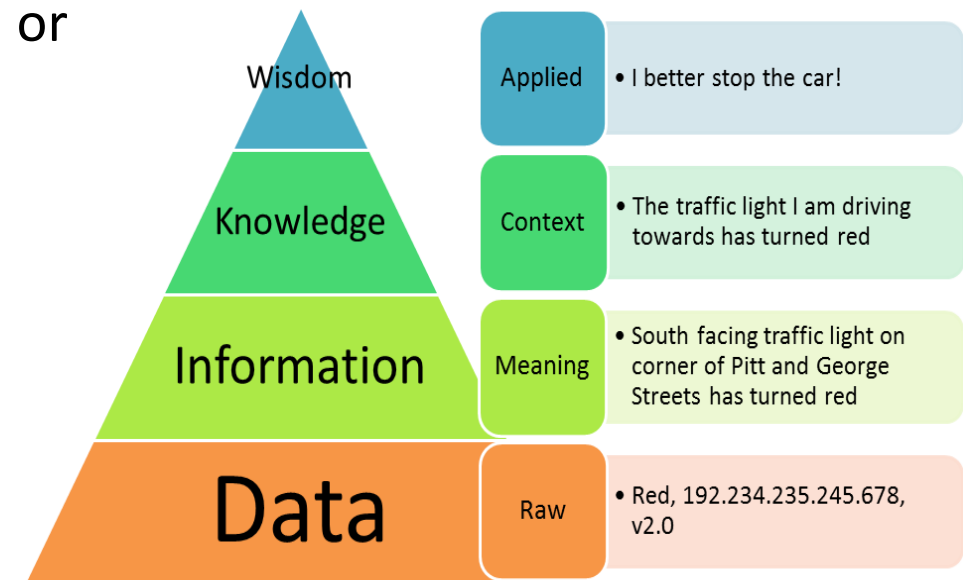 or
Wisdom
Applied
• I better stop the car!
Knowledge
Context
• The traffic light I am driving
towards has turned red
Information
Meaning
• South facing traffic light on
corner of Pitt and George
Streets has turned red
Data
Raw
• Red, 192.234.235.245.678,
v2.0